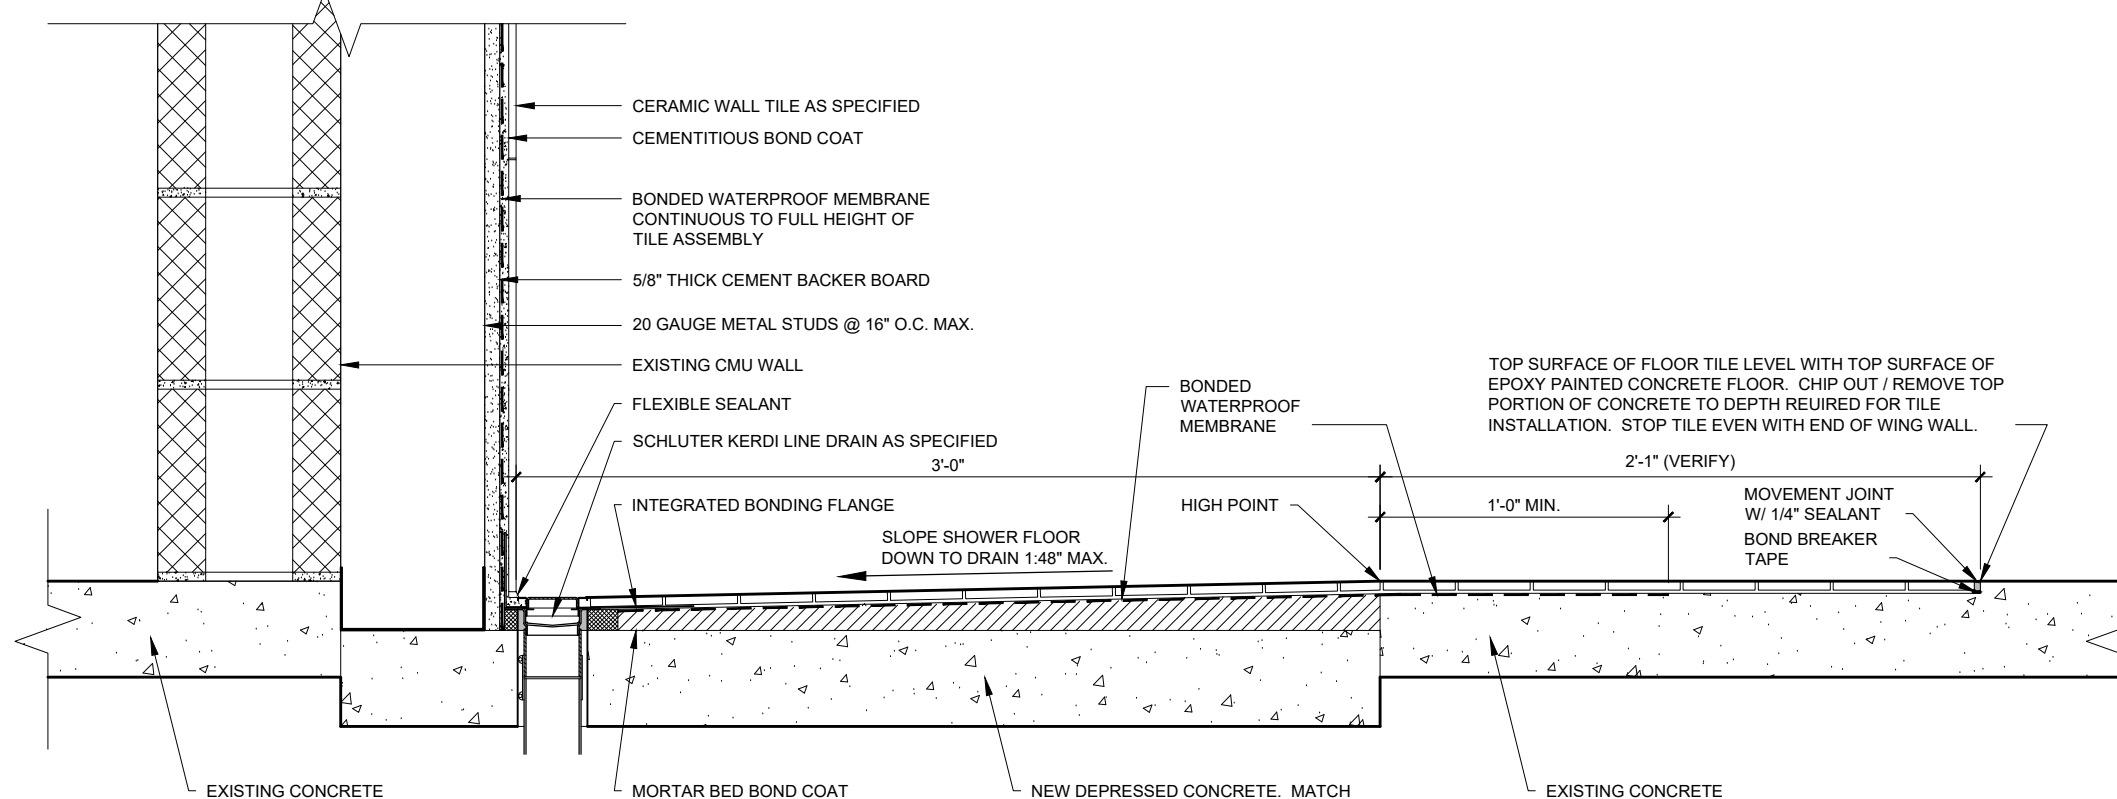 CERAMIC WALL TILE AS SPECIFIED
CEMENTITIOUS BOND COAT
BONDED WATERPROOF MEMBRANE
CONTINUOUS TO FULL HEIGHT OF
TILE ASSEMBLY
5/8" THICK CEMENT BACKER BOARD
20 GAUGE METAL STUDS @ 16" O.C. MAX.
EXISTING CMU WALL
FLEXIBLE SEALANT
SCHLUTER KERDI LINE DRAIN AS SPECIFIED
3'-0"
INTEGRATED BONDING FLANGE
SLOPE SHOWER FLOOR
DOWN TO DRAIN 1:48" MAX.
BONDED
WATERPROOF
MEMBRANE
HIGH POINT
TOP SURFACE OF FLOOR TILE LEVEL WITH TOP SURFACE OF
EPOXY PAINTED CONCRETE FLOOR. CHIP OUT / REMOVE TOP
PORTION OF CONCRETE TO DEPTH REUIRED FOR TILE
INSTALLATION. STOP TILE EVEN WITH END OF WING WALL.
2'-1" (VERIFY)
1'-0" MIN.
MOVEMENT JOINT
W/ 1/4" SEALANT
BOND BREAKER
TAPE
EXISTING CONCRETE
MORTAR BED BOND COAT
NEW DEPRESSED CONCRETE. MATCH
EXISTING CONCRETE